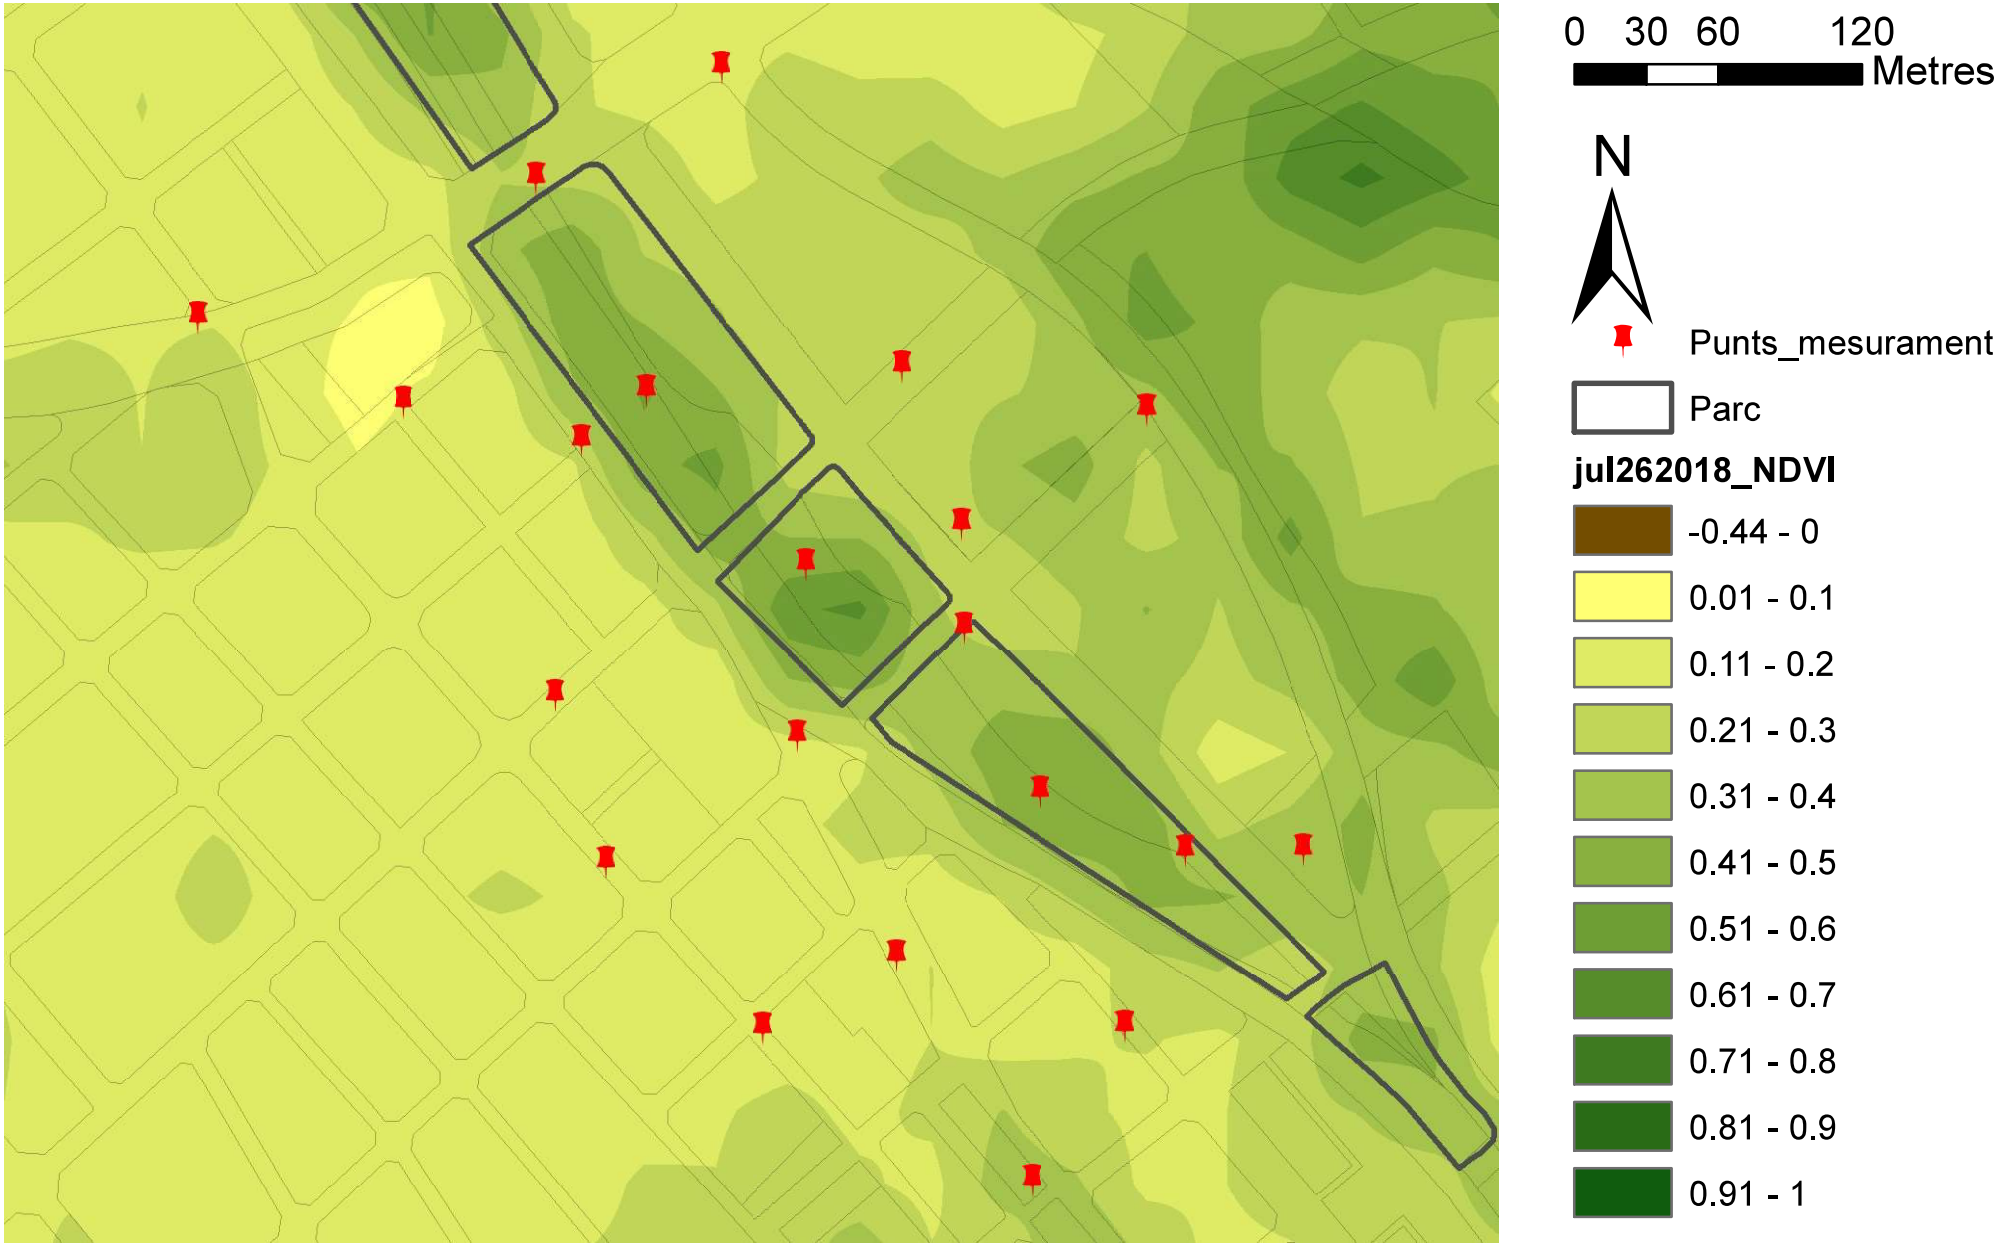 0 30 60 120
Metres
N
Punts_mesurament
Parc
jul262018_NDVI
-0.44 - 0
0.01 - 0.1
0.11 - 0.2
0.21 - 0.3
0.31 - 0.4
0.41 - 0.5
0.51 - 0.6
0.61 - 0.7
0.71 - 0.8
0.81 - 0.9
0.91 - 1